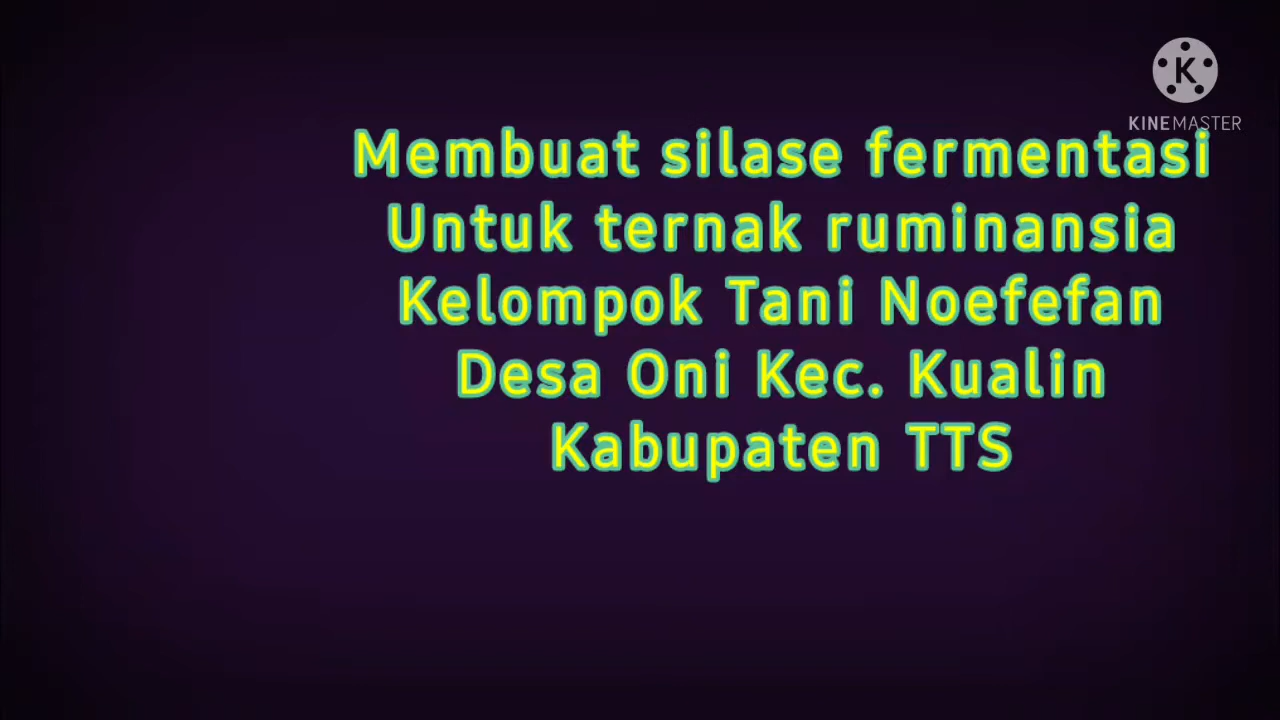 KINEMASTER
Membuat silase fermentasi
Untuk ternak ruminansia
Kelompok Tani Noefefan
Desa Oni Kec. Kualin
Kabupaten TTS